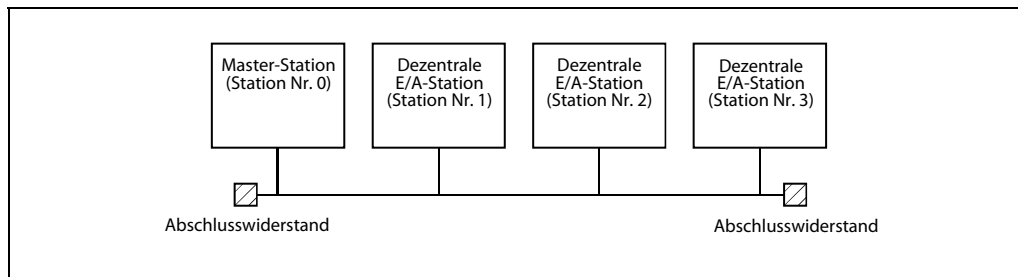 Master-Station
(Station Nr. 0)
Dezentrale
E/A-Station
(Station Nr. 1)
Dezentrale
E/A-Station
(Station Nr. 2)
Dezentrale
E/A-Station
(Station Nr. 3)
Abschlusswiderstand
Abschlusswiderstand